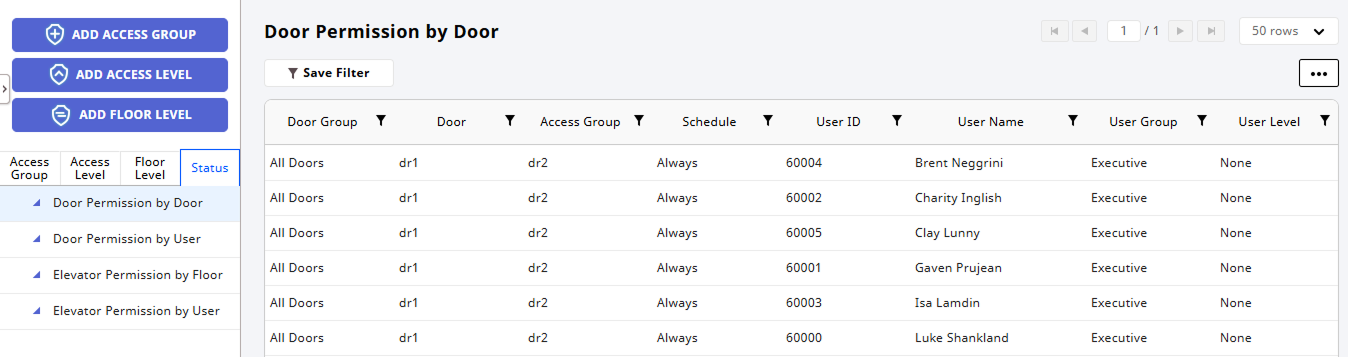 ADD ACCESS GROUP
ADD ACCESS LEVEL
ADD FLOOR LEVEL
Access Group
Access Level
Floor Level
Status
Door Permission by Door
Door Permission by User
Elevator Permission by Floor
Elevator Permission by User
Door Permission by Door
1 / 1
50 rows
Save Filter
Door Group Door Access Group Schedule User ID User Name User Group User Level
All Doors dr1 dr2 Always 60004 Brent Neggrini Executive None
All Doors dr1 dr2 Always 60002 Charity Inglish Executive None
All Doors dr1 dr2 Always 60005 Clay Lunny Executive None
All Doors dr1 dr2 Always 60001 Gaven Prujean Executive None
All Doors dr1 dr2 Always 60003 Isa Lamdin Executive None
All Doors dr1 dr2 Always 60000 Luke Shankland Executive None